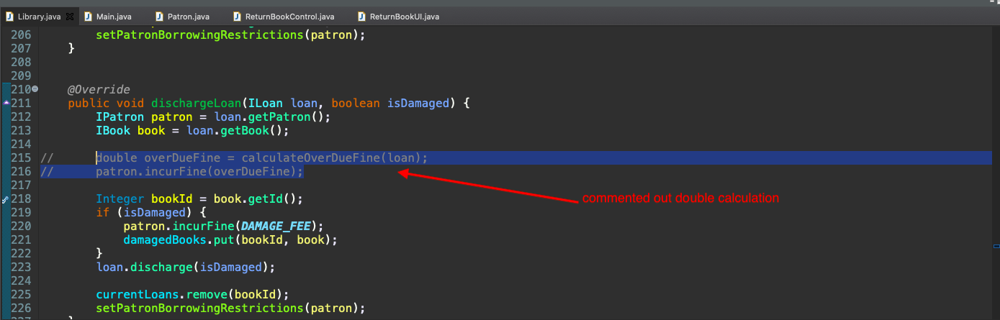 Library.java Main.java Patron.java ReturnBookControl.java ReturnBookUI.java
206 setPatronBorrowingRestrictions(patron);
207 }
208
209
210 @Override
211 public void dischargeLoan(ILoan loan, boolean isDamaged) {
212 IPatron patron = loan.getPatron();
213 IBook book = loan.getBook();
214
215 // double overDueFine = calculateOverDueFine(loan);
216 // patron.incurFine(overDueFine);
217
218 Integer bookId = book.getId();
commented out double calculation
219 if (isDamaged) {
220 patron.incurFine(DAMAGE_FEE);
221 damagedBooks.put(bookId, book);
222 }
223 loan.discharge(isDamaged);
224
225 currentLoans.remove(bookId);
226 setPatronBorrowingRestrictions(patron);